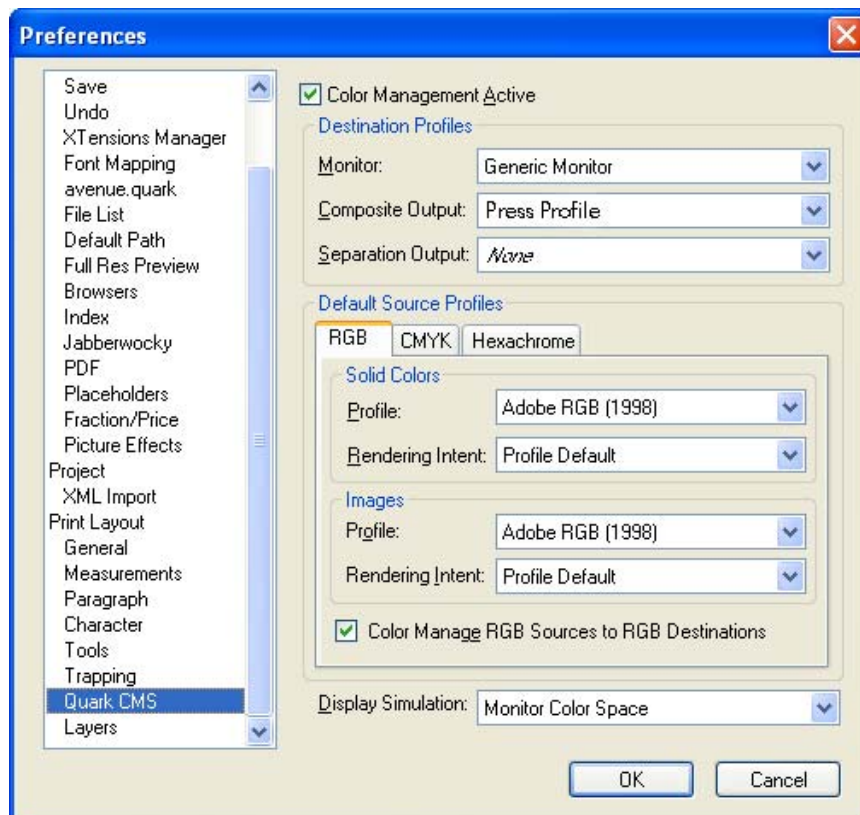 Preferences
Save
Undo
XTensions Manager
Font Mapping
avenue.quark
File List
Default Path
Full Res Preview
Browsers
Index
Jabberwocky
PDF
Placeholders
Fraction/Price
Picture Effects
Project
XML Import
Print Layout
General
Measurements
Paragraph
Character
Tools
Trapping
Quark CMS
Layers
Color Management Active
Destination Profiles
Monitor: Generic Monitor
Composite Output: Press Profile
Separation Output: None
Default Source Profiles
RGB CMYK Hexachrome
Solid Colors
Profile: Adobe RGB (1998)
Rendering Intent: Profile Default
Images
Profile: Adobe RGB (1998)
Rendering Intent: Profile Default
Color Manage RGB Sources to RGB Destinations
Display Simulation: Monitor Color Space
OK Cancel